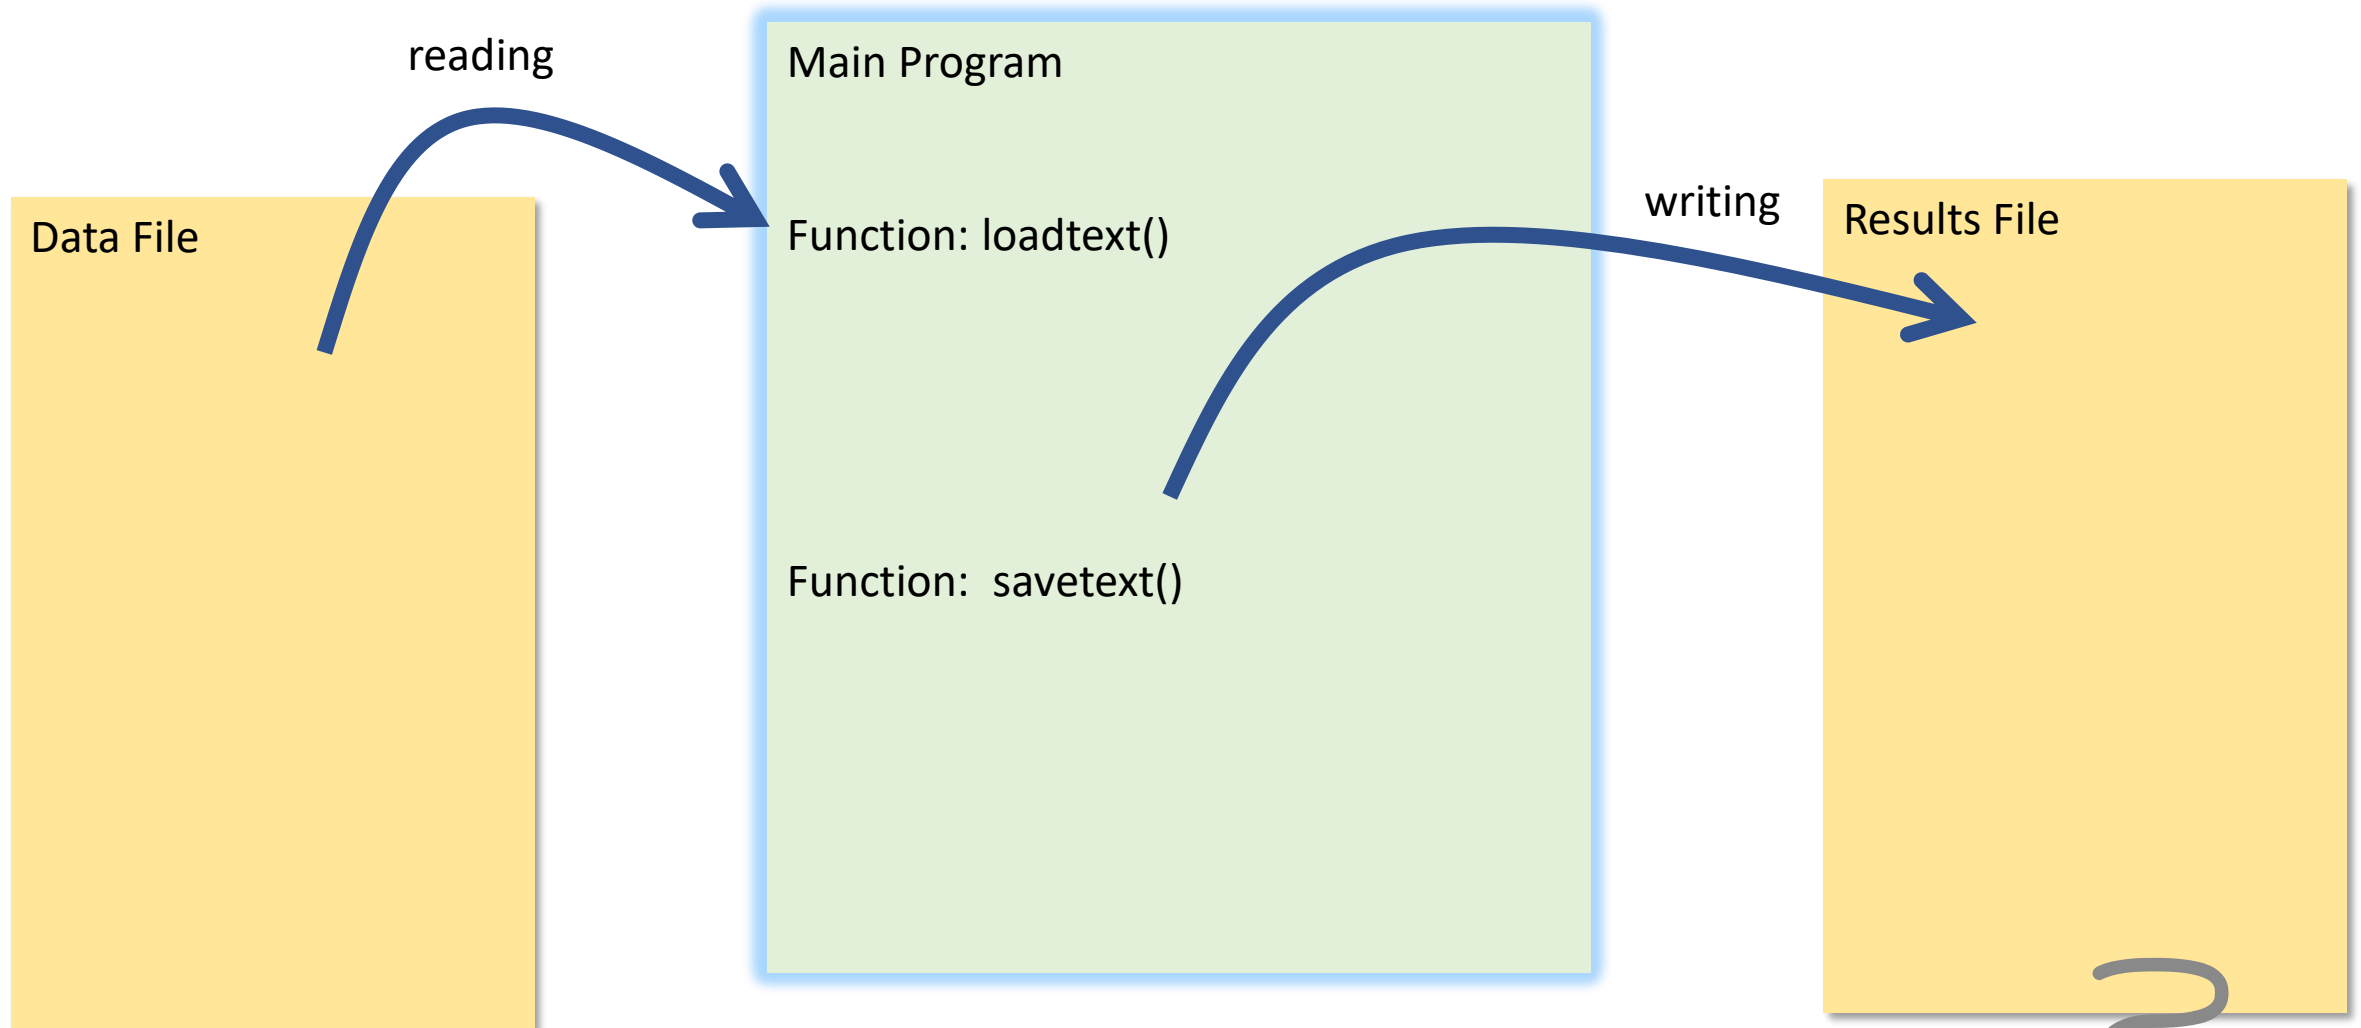 reading
Data File
Main Program
Function: loadtext()
Function:  savetext()
writing
Results File